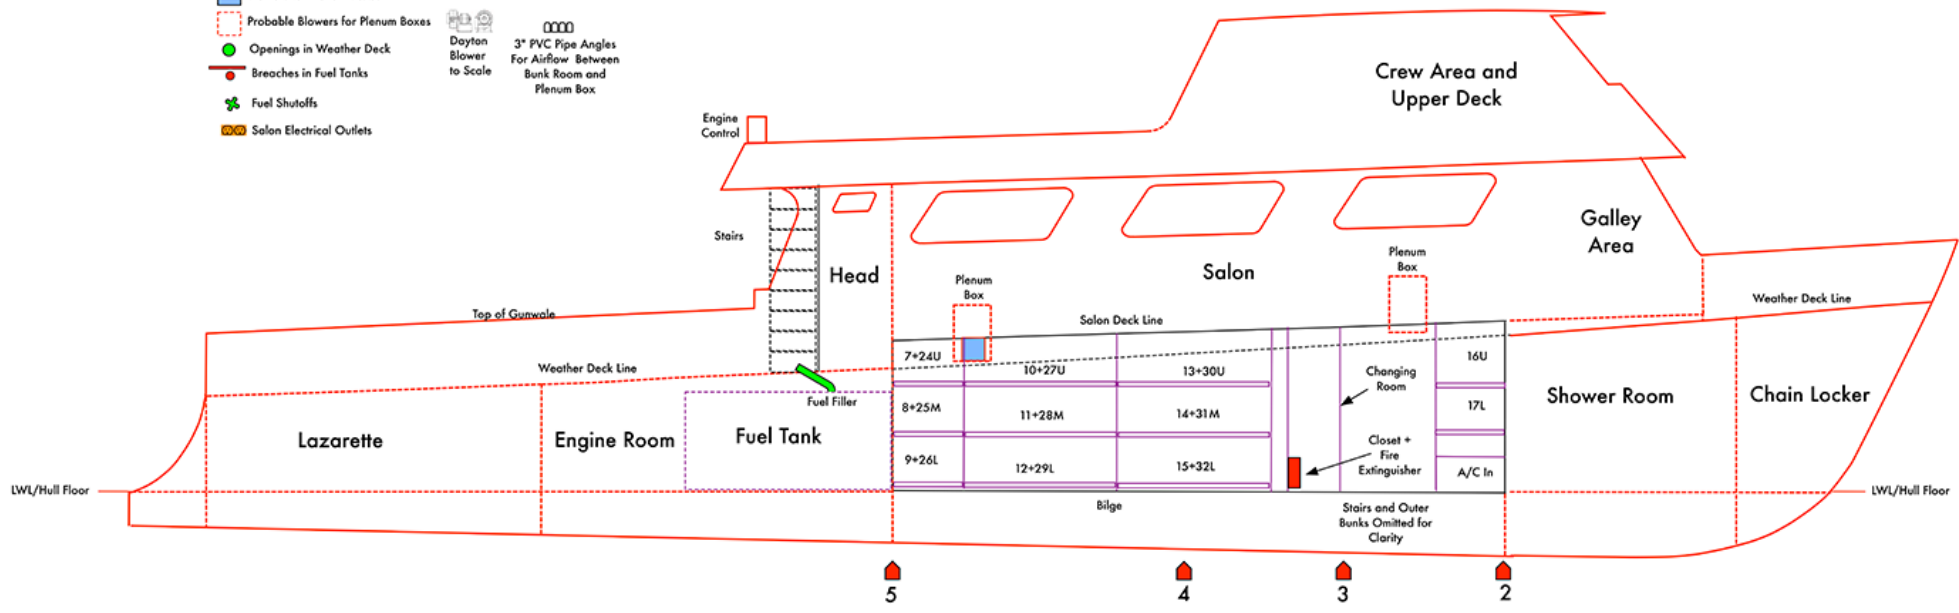 Probable Blowers for Plenum Boxes
Openings in Weather Deck
Breaches in Fuel Tanks
Fuel Shutoffs
Salon Electrical Outlets
Dayton
Blower
to Scale
3" PVC Pipe Angles
For Airflow Between
Bunk Room and
Plenum Box
Crew Area and
Upper Deck
Engine
Control
Stairs
Head
Salon
Galley
Area
Plenum
Box
Plenum
Box
Top of Gunwale
Salon Deck Line
Weather Deck Line
Weather Deck Line
Fuel Filler
7+24U
10+27U
13+30U
16U
Changing
Room
8+25M
11+28M
14+31M
17L
9+26L
12+29L
15+32L
A/C In
Closet +
Fire
Extinguisher
Lazarette
Engine Room
Fuel Tank
Shower Room
Chain Locker
LWL/Hull Floor
LWL/Hull Floor
Bilge
Stairs and Outer
Bunks Omitted for
Clarity
5
4
3
2